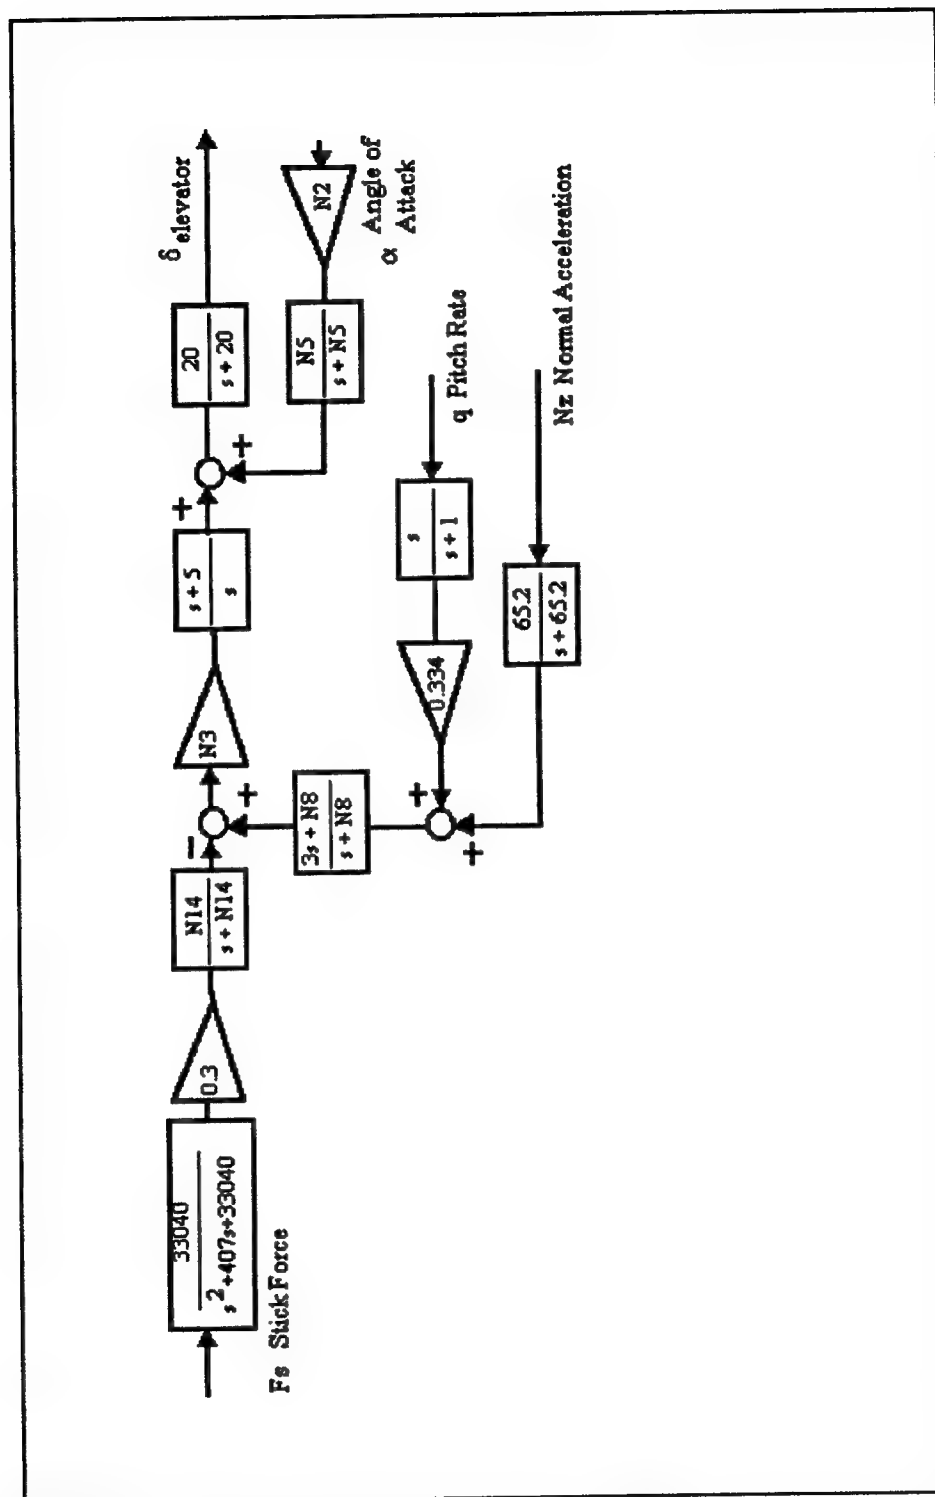 33040
s²+407s+33040
Fs Stick Force
0.3
N14
s + N14
−
+
N3
s + 5
s
+
+
20
s + 20
δ elevator
N5
s + N5
N2
α Angle of
Attack
3s + N8
s + N8
+
+
0.334
s
s + 1
q Pitch Rate
65.2
s + 65.2
Nz Normal Acceleration